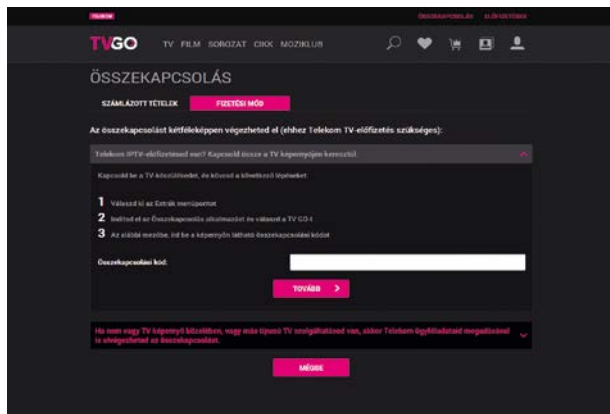 TELEKOM
ÖSSZEKAPCSOLÁS ELŐFIZETÉSEK
TVGO TV FILM SOROZAT CIKK MOZIKLUB
ÖSSZEKAPCSOLÁS
SZÁMLÁZOTT TÉTELEK FIZETÉSI MÓD
Az összekapcsolást kétféleképpen végezheted el (ehhez Telekom TV-előfizetés szükséges):
Telekom IPTV-előfizetésed van? Kapcsold össze a TV képernyőjén keresztül.
Kapcsold be a TV-készülékedet, és kövesd a következő lépéseket:
1 Válaszd ki az Extrák menüpontot
2 Indítsd el az Összekapcsolás alkalmazást és válaszd a TV GO-t
3 Az alábbi mezőbe, írd be a képernyőn látható összekapcsolási kódot
Összekapcsolási kód:
TOVÁBB
Ha nem vagy TV képernyő közelében, vagy más típusú TV szolgáltatásod van, akkor Telekom ügyféladataid megadásával
is elvégezheted az összekapcsolást.
MÉGSE